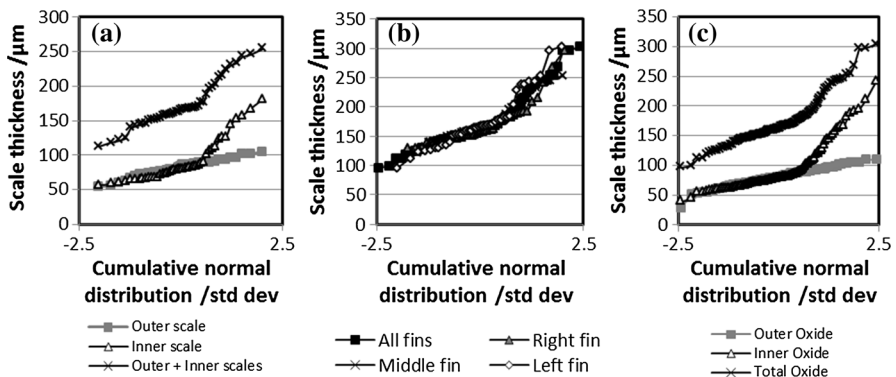 (a)
Scale thickness /µm
300
250
200
150
100
50
0
-2.5
2.5
Cumulative normal
distribution /std dev
Outer scale
Inner scale
Outer + Inner scales
(b)
Scale thickness /µm
350
300
250
200
150
100
50
0
-2.5
2.5
Cumulative normal
distribution /std dev
All fins
Right fin
Middle fin
Left fin
(c)
Scale thickness /µm
350
300
250
200
150
100
50
0
-2.5
2.5
Cumulative normal
distribution /std dev
Outer Oxide
Inner Oxide
Total Oxide